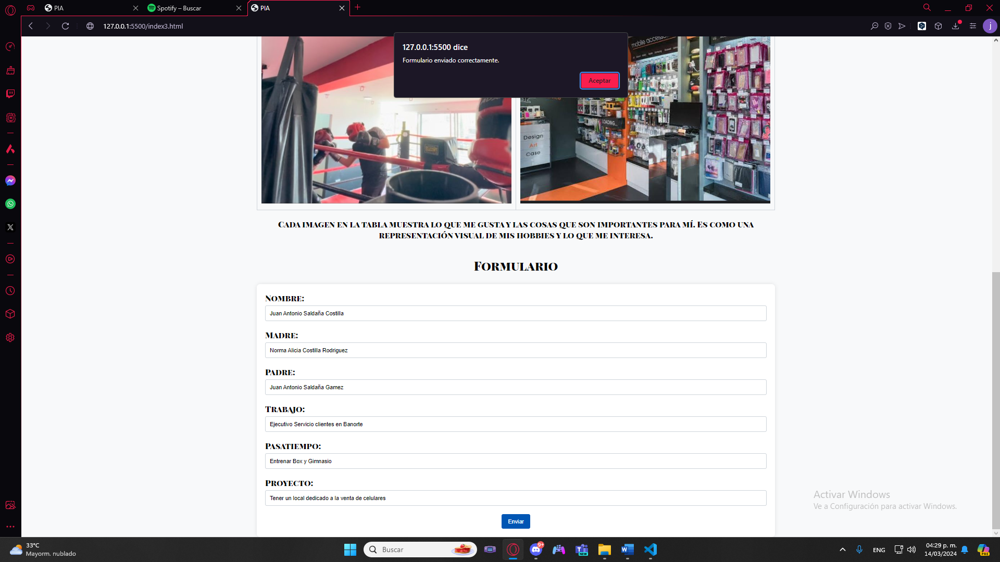 PIA
Spotify – Buscar
PIA
127.0.0.1:5500/index3.html
j
127.0.0.1:5500 dice
Formulario enviado correctamente.
Aceptar
mobile accessor
LOADING...
Design
Art
Case
Cada imagen en la tabla muestra lo que me gusta y las cosas que son importantes para mí. Es como una
representación visual de mis hobbies y lo que me interesa.
Formulario
Nombre:
Juan Antonio Saldaña Costilla
Madre:
Norma Alicia Costilla Rodriguez
Padre:
Juan Antonio Saldaña Gamez
Trabajo:
Ejecutivo Servicio clientes en Banorte
Pasatiempo:
Entrenar Box y Gimnasio
Proyecto:
Tener un local dedicado a la venta de celulares
Enviar
Activar Windows
Ve a Configuración para activar Windows.
33°C
Mayorm. nublado
Buscar
9+
NEW
ENG
04:29 p. m.
14/03/2024
PRE